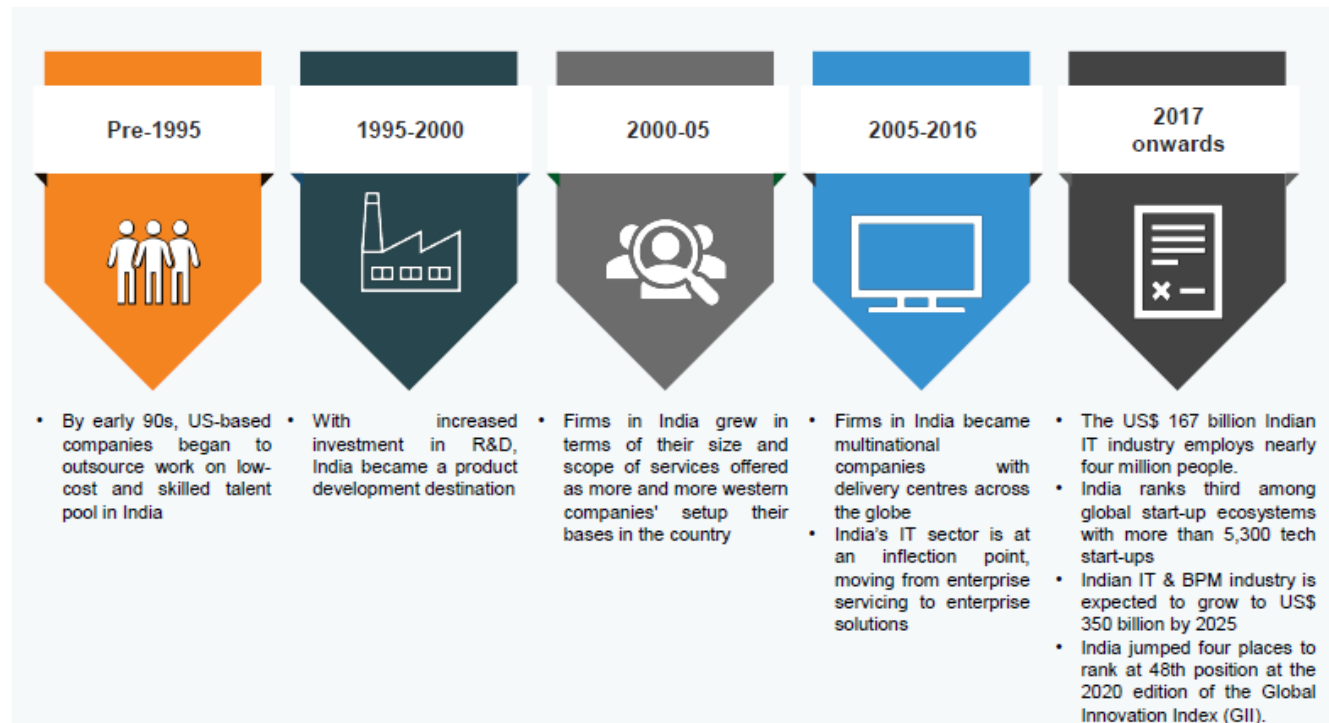 Pre-1995
1995-2000
2000-05
2005-2016
2017
onwards
• By early 90s, US-based
companies began to
outsource work on low-
cost and skilled talent
pool in India
• With increased
investment in R&D,
India became a product
development destination
• Firms in India grew in
terms of their size and
scope of services offered
as more and more western
companies' setup their
bases in the country
• Firms in India became
multinational
companies with
delivery centres across
the globe
• India's IT sector is at
an inflection point,
moving from enterprise
servicing to enterprise
solutions
• The US$ 167 billion Indian
IT industry employs nearly
four million people.
• India ranks third among
global start-up ecosystems
with more than 5,300 tech
start-ups
• Indian IT & BPM industry is
expected to grow to US$
350 billion by 2025
• India jumped four places to
rank at 48th position at the
2020 edition of the Global
Innovation Index (GII).